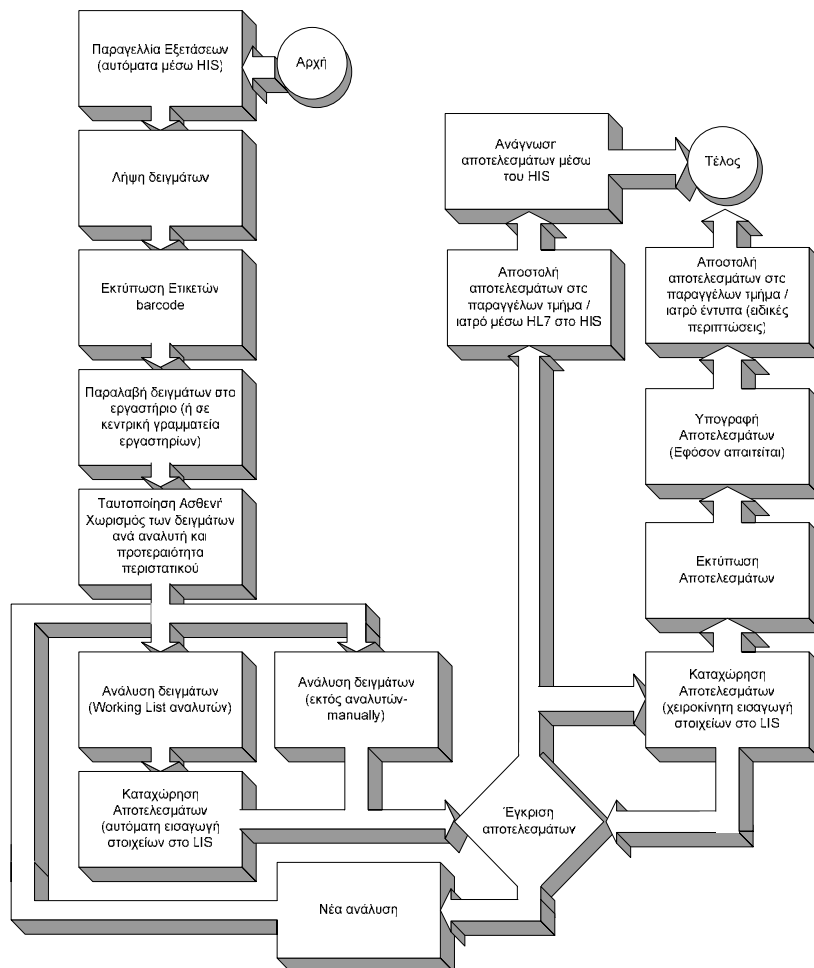 Παραγελλία Εξετάσεων
(αυτόματα μέσω HIS)
Αρχή
Λήψη δειγμάτων
Εκτύπωση Ετικετών
barcode
Παραλαβή δειγμάτων στο
εργαστήριο (ή σε
κεντρική γραμματεία
εργαστηρίων)
Ταυτοποίηση Ασθενή
Χωρισμός των δειγμάτων
ανά αναλυτή και
προτεραιότητα
περιστατικού
Ανάλυση δειγμάτων
(Working List αναλυτών)
Ανάλυση δειγμάτων
(εκτός αναλυτών-
manually)
Καταχώρηση
Αποτελεσμάτων
(αυτόματη εισαγωγή
στοιχείων στο LIS
Νέα ανάλυση
Έγκριση
αποτελεσμάτων
Ανάγνωση
αποτελεσμάτων μέσω
του HIS
Τέλος
Αποστολή
αποτελεσμάτων στο
παραγγέλων τμήμα /
ιατρό μέσω HL7 στο HIS
Αποστολή
αποτελεσμάτων στο
παραγγέλων τμήμα /
ιατρό έντυπα (ειδικές
περιπτώσεις)
Υπογραφή
Αποτελεσμάτων
(Εφόσον απαιτείται)
Εκτύπωση
Αποτελεσμάτων
Καταχώρηση
Αποτελεσμάτων
(χειροκίνητη εισαγωγή
στοιχείων στο LIS